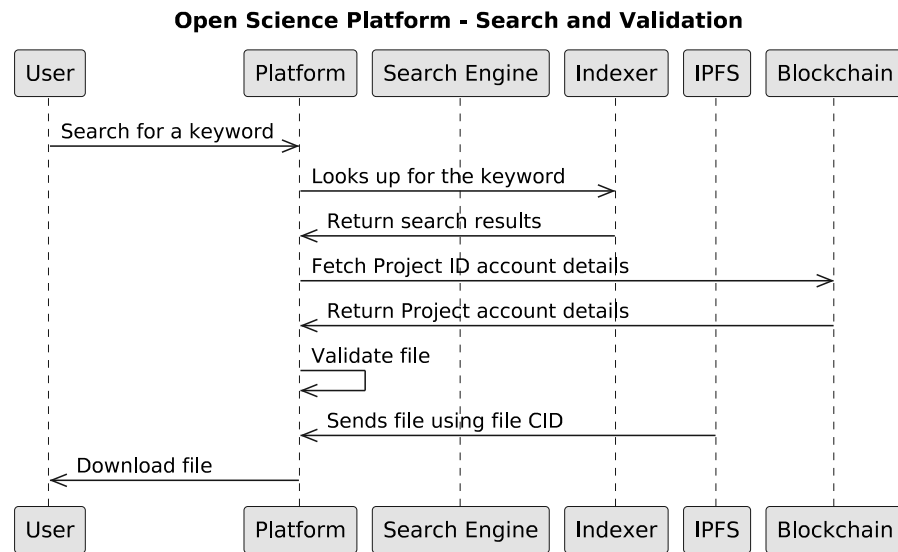 Open Science Platform - Search and Validation
User Platform Search Engine Indexer IPFS Blockchain
Search for a keyword
Looks up for the keyword
Return search results
Fetch Project ID account details
Return Project account details
Validate file
Sends file using file CID
Download file
User Platform Search Engine Indexer IPFS Blockchain